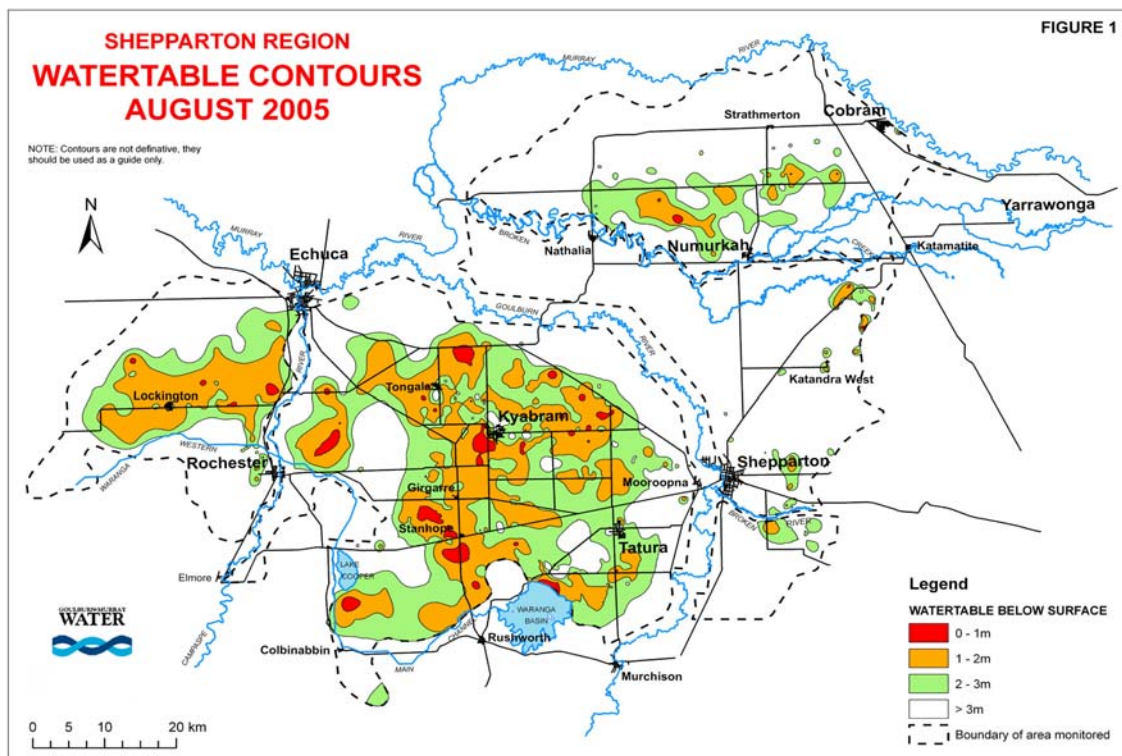 FIGURE 1
SHEPPARTON REGION
WATERTABLE CONTOURS
AUGUST 2005
NOTE: Contours are not definative, they
should be used as a guide only.
N
MURRAY
RIVER
Strathmerton
Cobram
Yarrawonga
MURRAY
RIVER
BROKEN
Nathalia
Numurkah
CREEK
Katamatite
Echuca
GOULBURN
RIVER
RIVER
Katandra West
Lockington
Tongala
Kyabram
WESTERN
WARANGA
Rochester
Girgarre
Mooroopna
Shepparton
Stanhope
BROKEN
RIVER
Tatura
Elmore
LAKE
COOPER
WARANGA
BASIN
CHANNEL
Rushworth
Colbinabbin
MAIN
Murchison
CAMPASPE
GOULBURN-MURRAY
WATER
0 5 10 20 km
Legend
WATERTABLE BELOW SURFACE
0 - 1m
1 - 2m
2 - 3m
> 3m
Boundary of area monitored